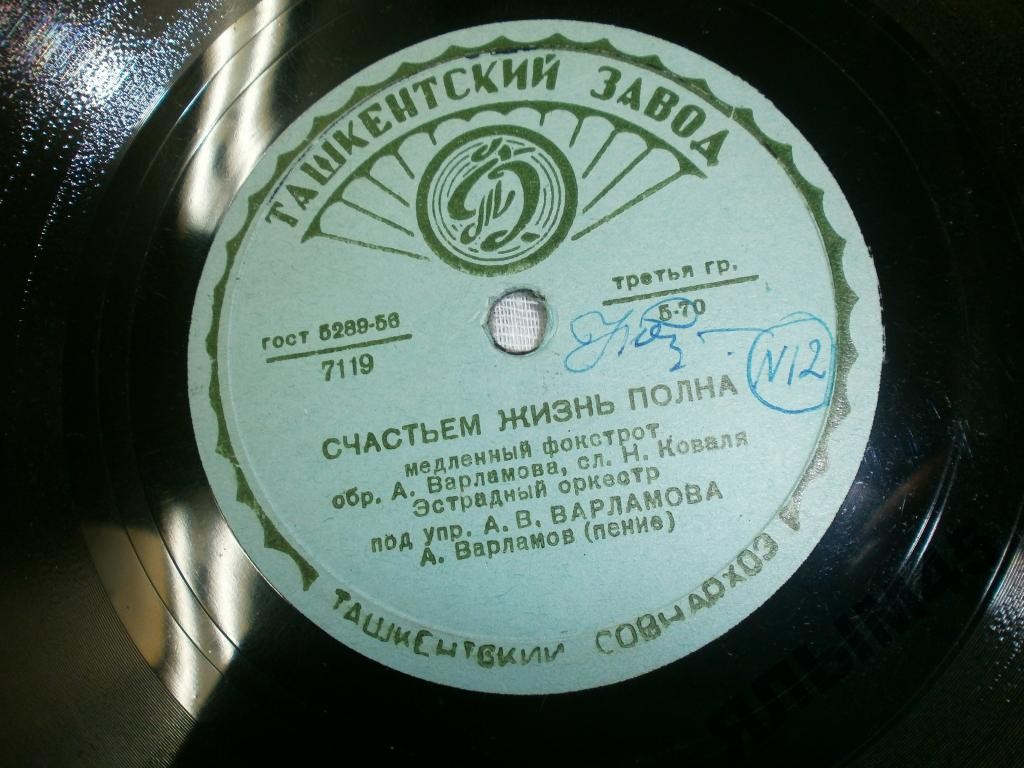 ТАШКЕНТСКИЙ ЗАВОД
третья гр.
5-70
гост 5289-56
7119
N12
СЧАСТЬЕМ ЖИЗНЬ ПОЛНА
медленный фокстрот
обр. А. Варламова, сл. Н. Коваля
Эстрадный оркестр
под упр. А. В. ВАРЛАМОВА
А. Варламов (пение)
ТАШКЕНТСКИЙ СОВНАРХОЗ